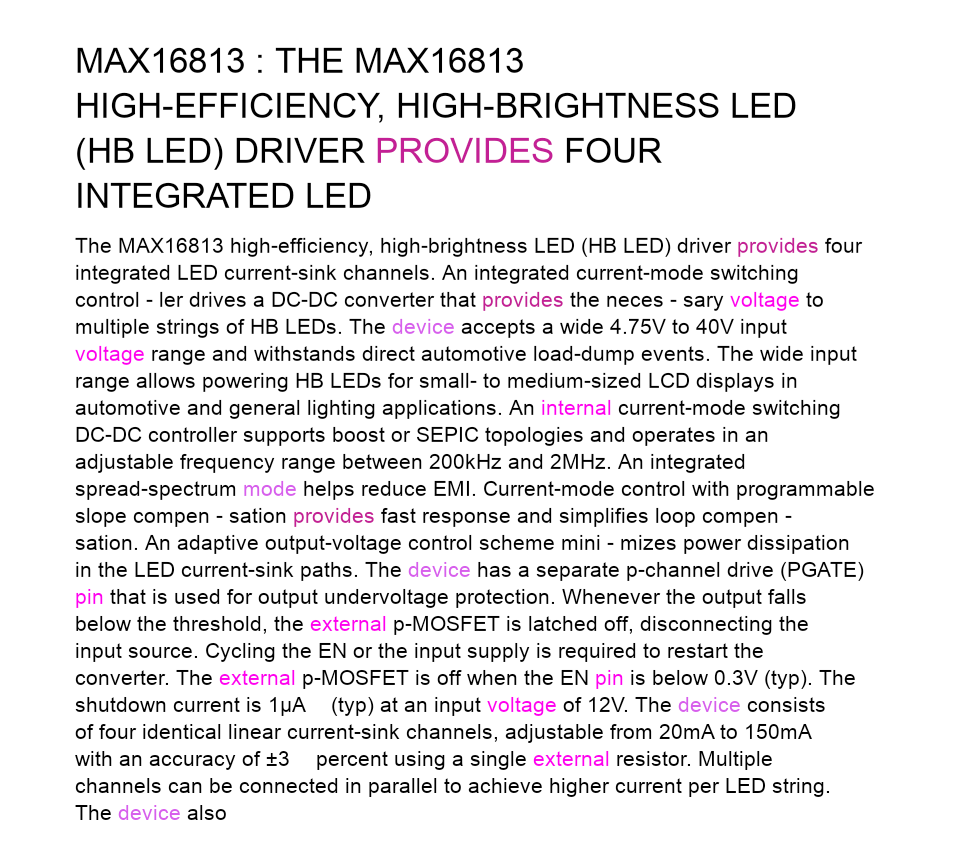 MAX16813 : THE MAX16813
HIGH-EFFICIENCY, HIGH-BRIGHTNESS LED
(HB LED) DRIVER PROVIDES FOUR
INTEGRATED LED
The MAX16813 high-efficiency, high-brightness LED (HB LED) driver provides four
integrated LED current-sink channels. An integrated current-mode switching
control - ler drives a DC-DC converter that provides the neces - sary voltage to
multiple strings of HB LEDs. The device accepts a wide 4.75V to 40V input
voltage range and withstands direct automotive load-dump events. The wide input
range allows powering HB LEDs for small- to medium-sized LCD displays in
automotive and general lighting applications. An internal current-mode switching
DC-DC controller supports boost or SEPIC topologies and operates in an
adjustable frequency range between 200kHz and 2MHz. An integrated
spread-spectrum mode helps reduce EMI. Current-mode control with programmable
slope compen - sation provides fast response and simplifies loop compen -
sation. An adaptive output-voltage control scheme mini - mizes power dissipation
in the LED current-sink paths. The device has a separate p-channel drive (PGATE)
pin that is used for output undervoltage protection. Whenever the output falls
below the threshold, the external p-MOSFET is latched off, disconnecting the
input source. Cycling the EN or the input supply is required to restart the
converter. The external p-MOSFET is off when the EN pin is below 0.3V (typ). The
shutdown current is 1μA (typ) at an input voltage of 12V. The device consists
of four identical linear current-sink channels, adjustable from 20mA to 150mA
with an accuracy of ±3 percent using a single external resistor. Multiple
channels can be connected in parallel to achieve higher current per LED string.
The device also